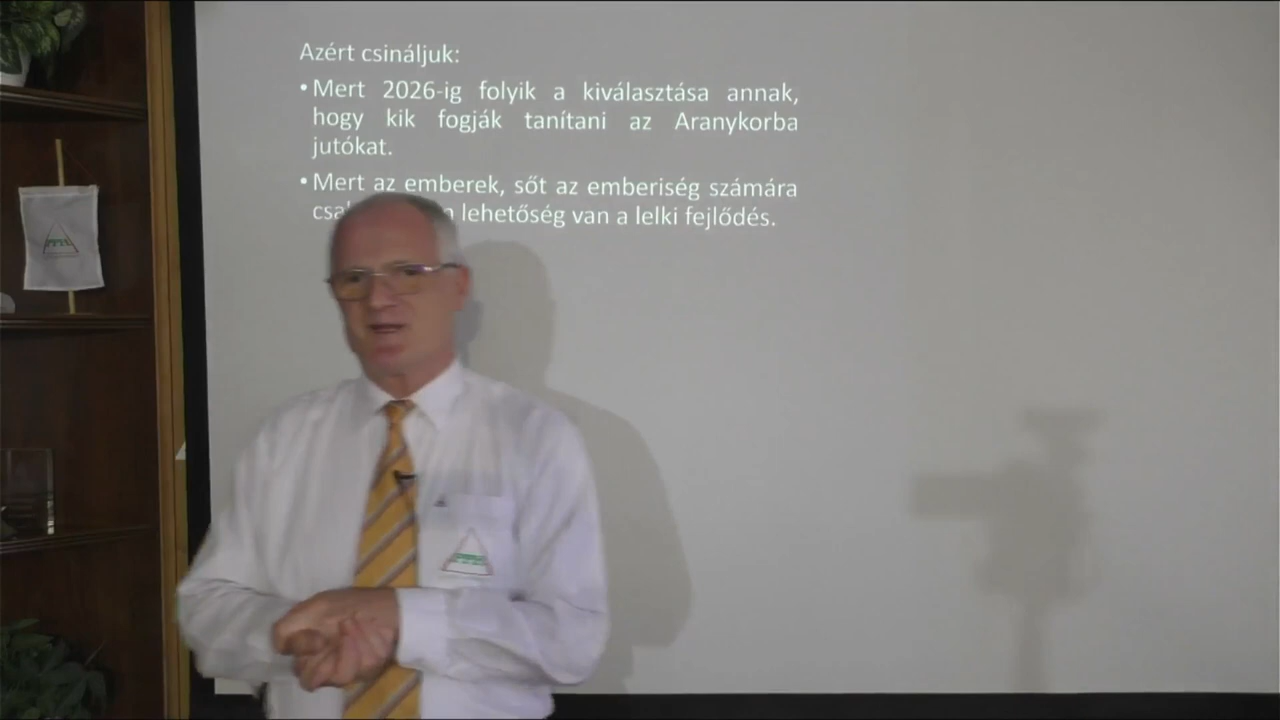 Azért csináljuk:
• Mert 2026-ig folyik a kiválasztása annak,
hogy kik fogják tanítani az Aranykorba
jutókat.
• Mert az emberek, sőt az emberiség számára
lehetőség van a lelki fejlődés.